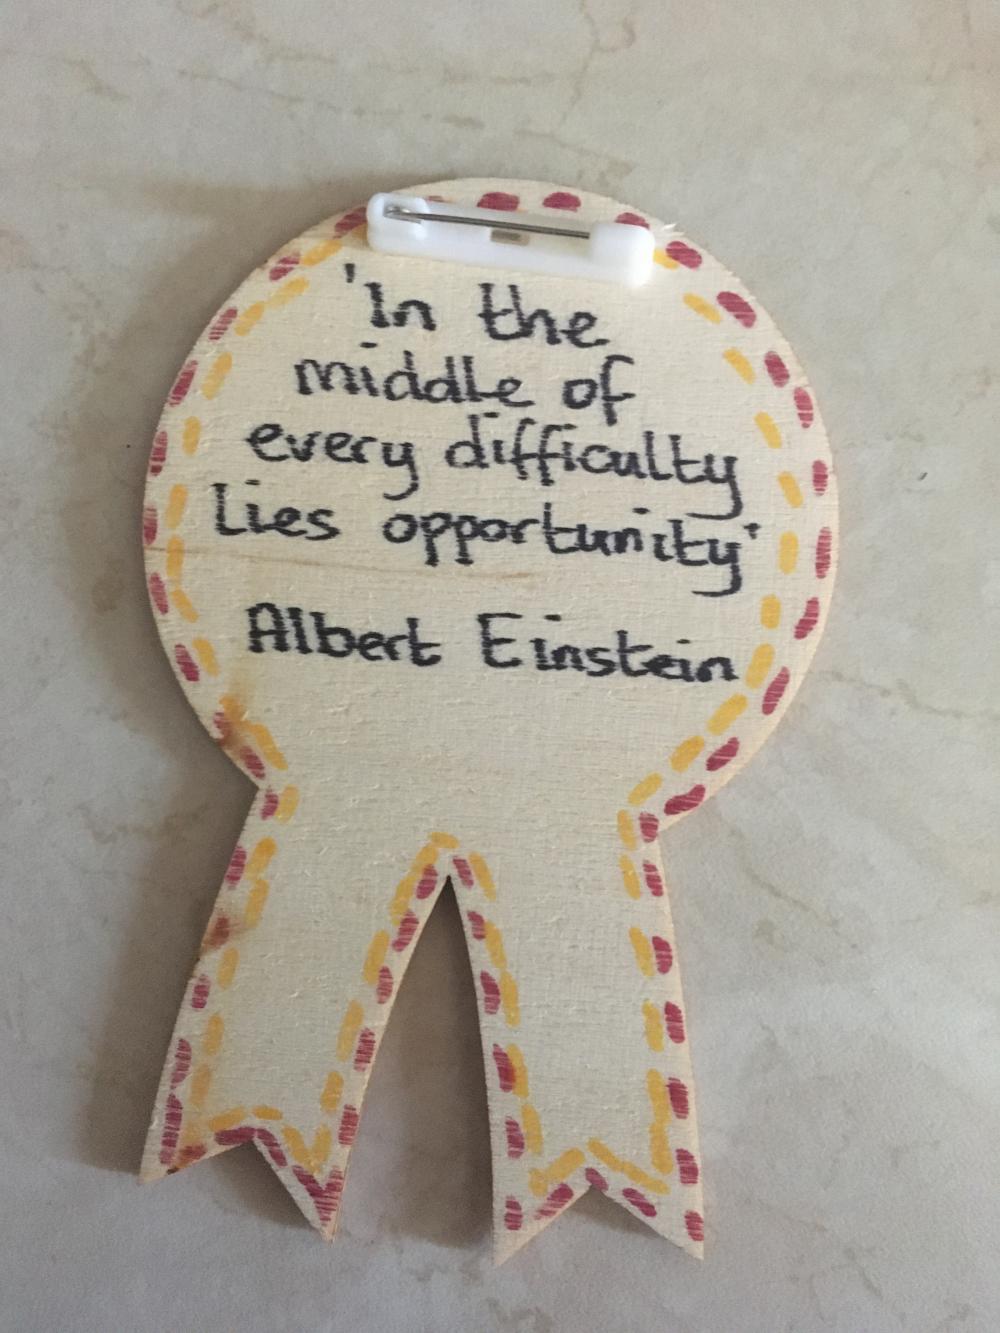 'In the
middle of
every difficulty
lies opportunity'
Albert Einstein